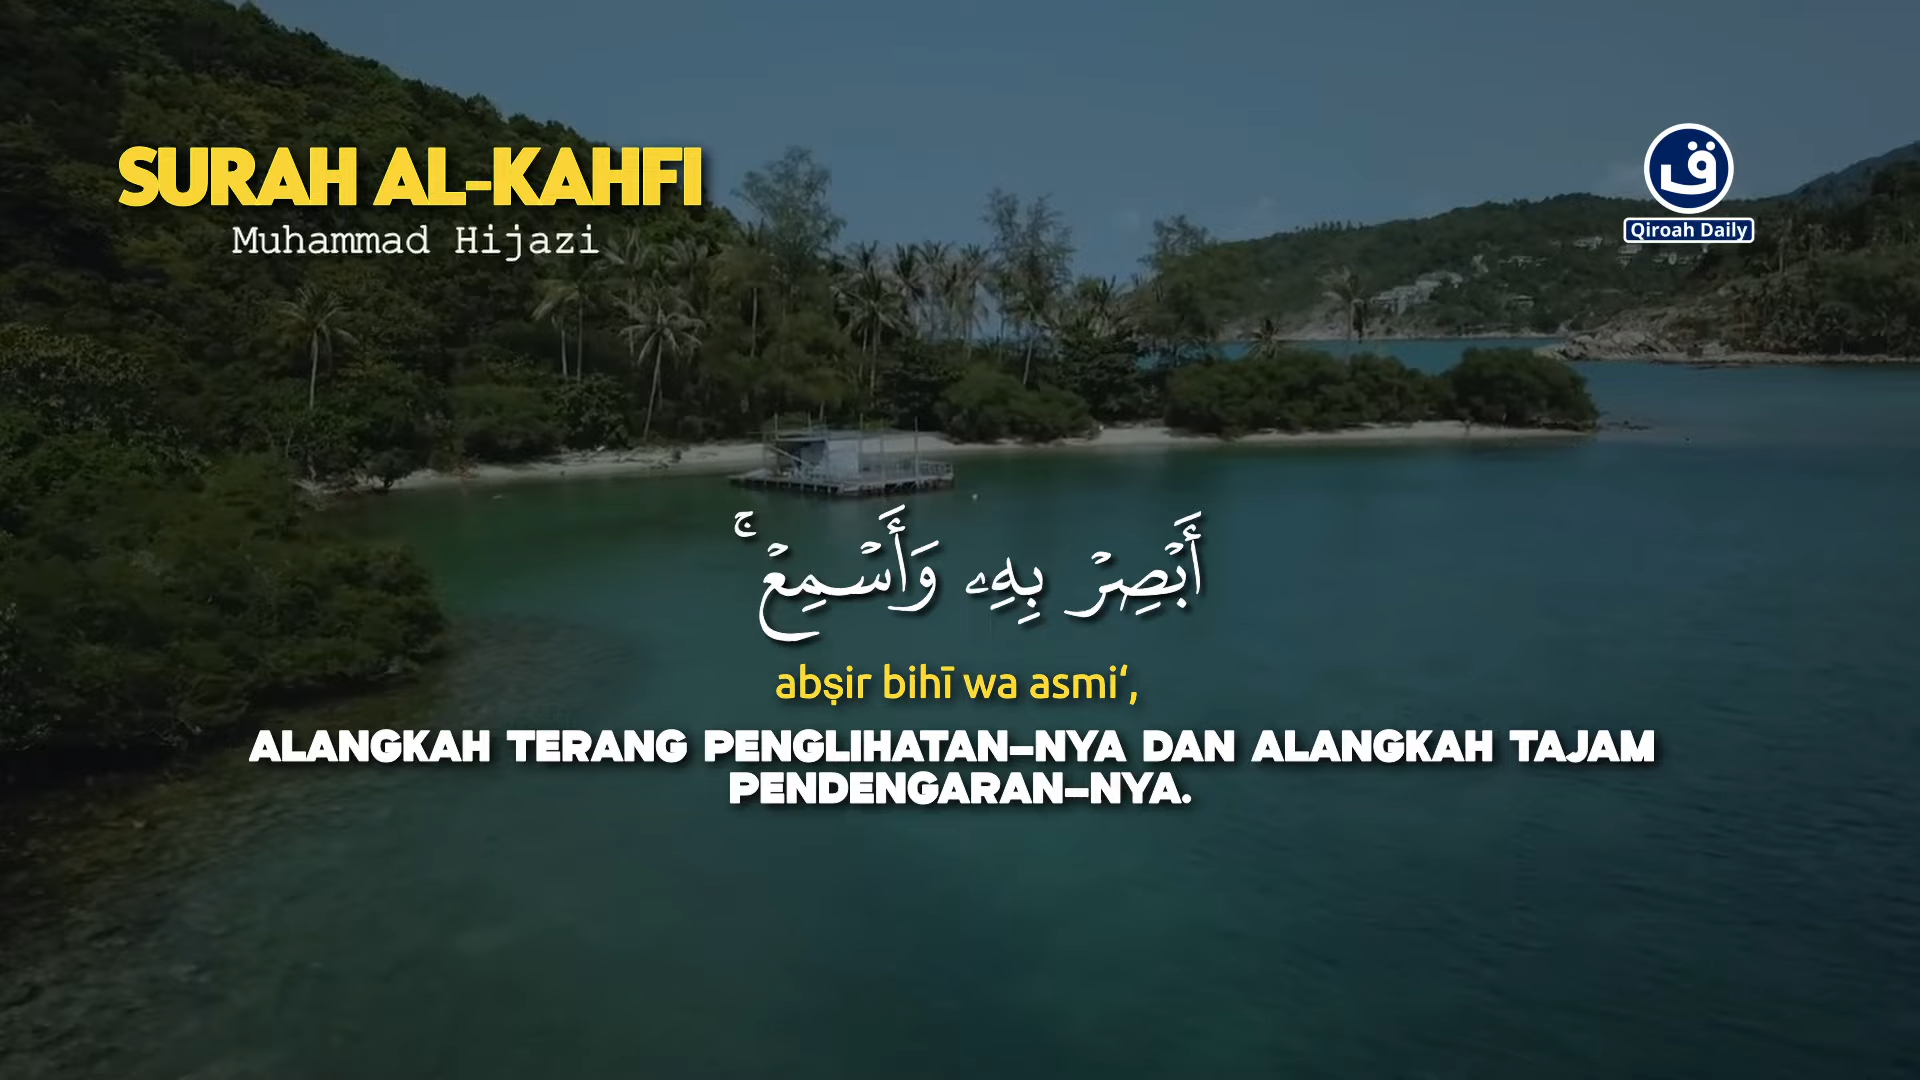 SURAH AL-KAHFI
Muhammad Hijazi
ق
Qiroah Daily
أَبْصِرْ بِهِۦ وَأَسْمِعْ ۚ
abṣir bihī wa asmi‘,
ALANGKAH TERANG PENGLIHATAN-NYA DAN ALANGKAH TAJAM
PENDENGARAN-NYA.